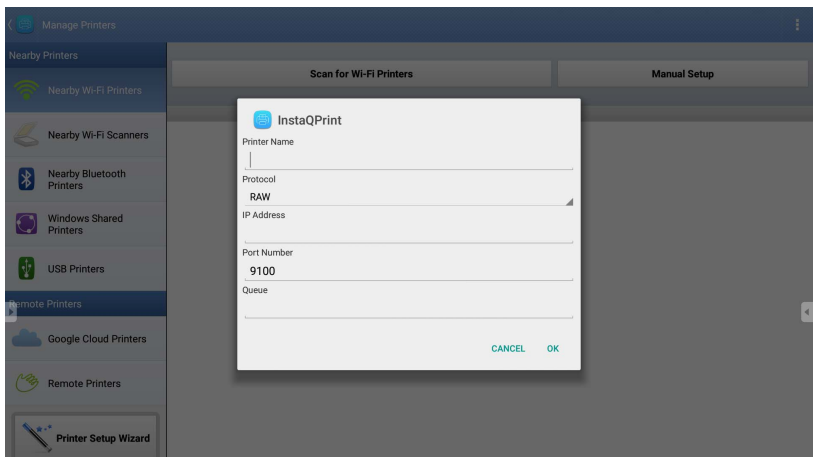 Manage Printers
Nearby Printers
Nearby Wi-Fi Printers
Nearby Wi-Fi Scanners
Nearby Bluetooth
Printers
Windows Shared
Printers
USB Printers
Remote Printers
Google Cloud Printers
Remote Printers
Printer Setup Wizard
Scan for Wi-Fi Printers
Manual Setup
InstaQPrint
Printer Name
Protocol
RAW
IP Address
Port Number
9100
Queue
CANCEL OK